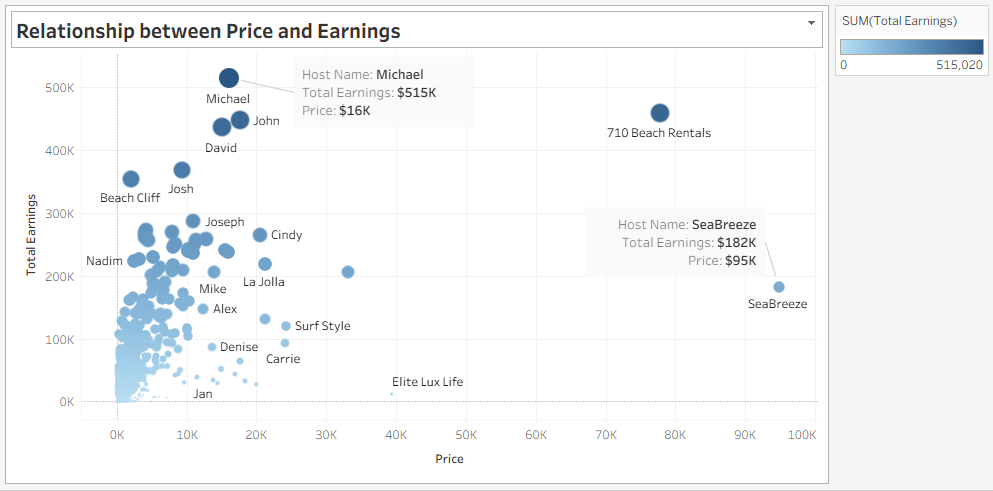 Relationship between Price and Earnings
SUM(Total Earnings)
0 515,020
500K
400K
300K
200K
100K
0K
Total Earnings
Host Name: Michael
Total Earnings: $515K
Price: $16K
Michael
John
David
710 Beach Rentals
Josh
Beach Cliff
Joseph
Cindy
Host Name: SeaBreeze
Total Earnings: $182K
Price: $95K
Nadim
Mike
La Jolla
SeaBreeze
Alex
Surf Style
Denise
Carrie
Elite Lux Life
Jan
0K 10K 20K 30K 40K 50K 60K 70K 80K 90K 100K
Price